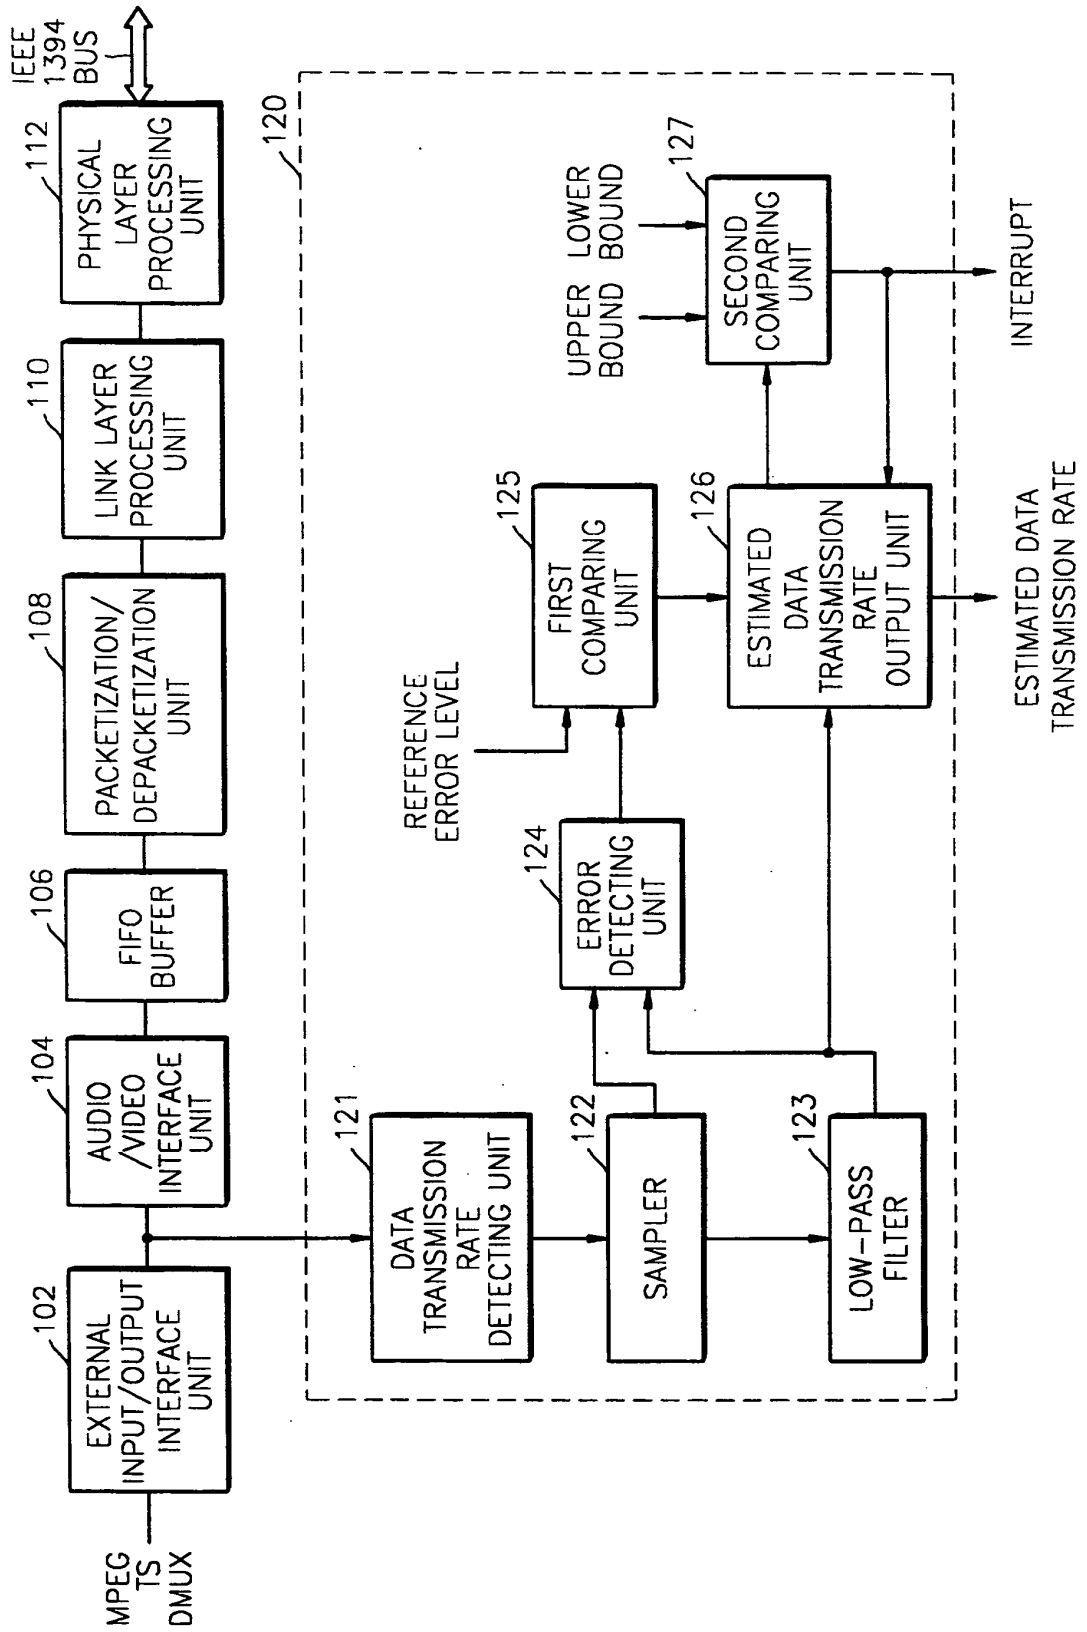 MPEG
TS
DMUX
102
EXTERNAL
INPUT/OUTPUT
INTERFACE
UNIT
104
AUDIO
/VIDEO
INTERFACE
UNIT
106
FIFO
BUFFER
108
PACKETIZATION/
DEPACKETIZATION
UNIT
110
LINK LAYER
PROCESSING
UNIT
112
PHYSICAL
LAYER
PROCESSING
UNIT
IEEE
1394
BUS
120
121
DATA
TRANSMISSION
RATE
DETECTING UNIT
122
SAMPLER
123
LOW-PASS
FILTER
124
ERROR
DETECTING
UNIT
REFERENCE
ERROR LEVEL
125
FIRST
COMPARING
UNIT
126
ESTIMATED
DATA
TRANSMISSION
RATE
OUTPUT UNIT
UPPER
BOUND
LOWER
BOUND
127
SECOND
COMPARING
UNIT
ESTIMATED DATA
TRANSMISSION RATE
INTERRUPT